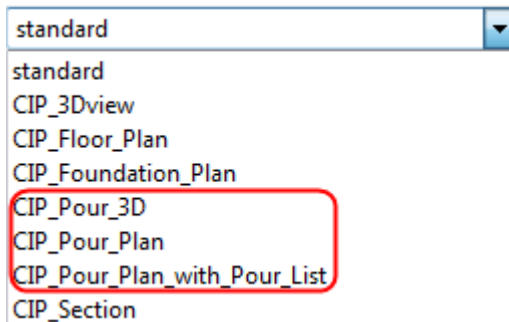 standard
standard
CIP_3Dview
CIP_Floor_Plan
CIP_Foundation_Plan
CIP_Pour_3D
CIP_Pour_Plan
CIP_Pour_Plan_with_Pour_List
CIP_Section